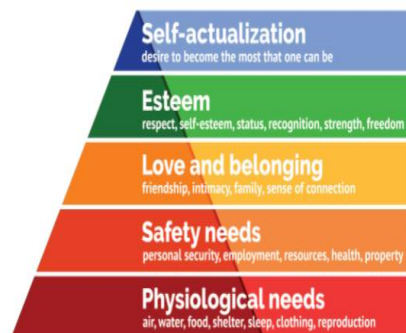 Self-actualization
desire to become the most that one can be
Esteem
respect, self-esteem, status, recognition, strength, freedom
Love and belonging
friendship, intimacy, family, sense of connection
Safety needs
personal security, employment, resources, health, property
Physiological needs
air, water, food, shelter, sleep, clothing, reproduction